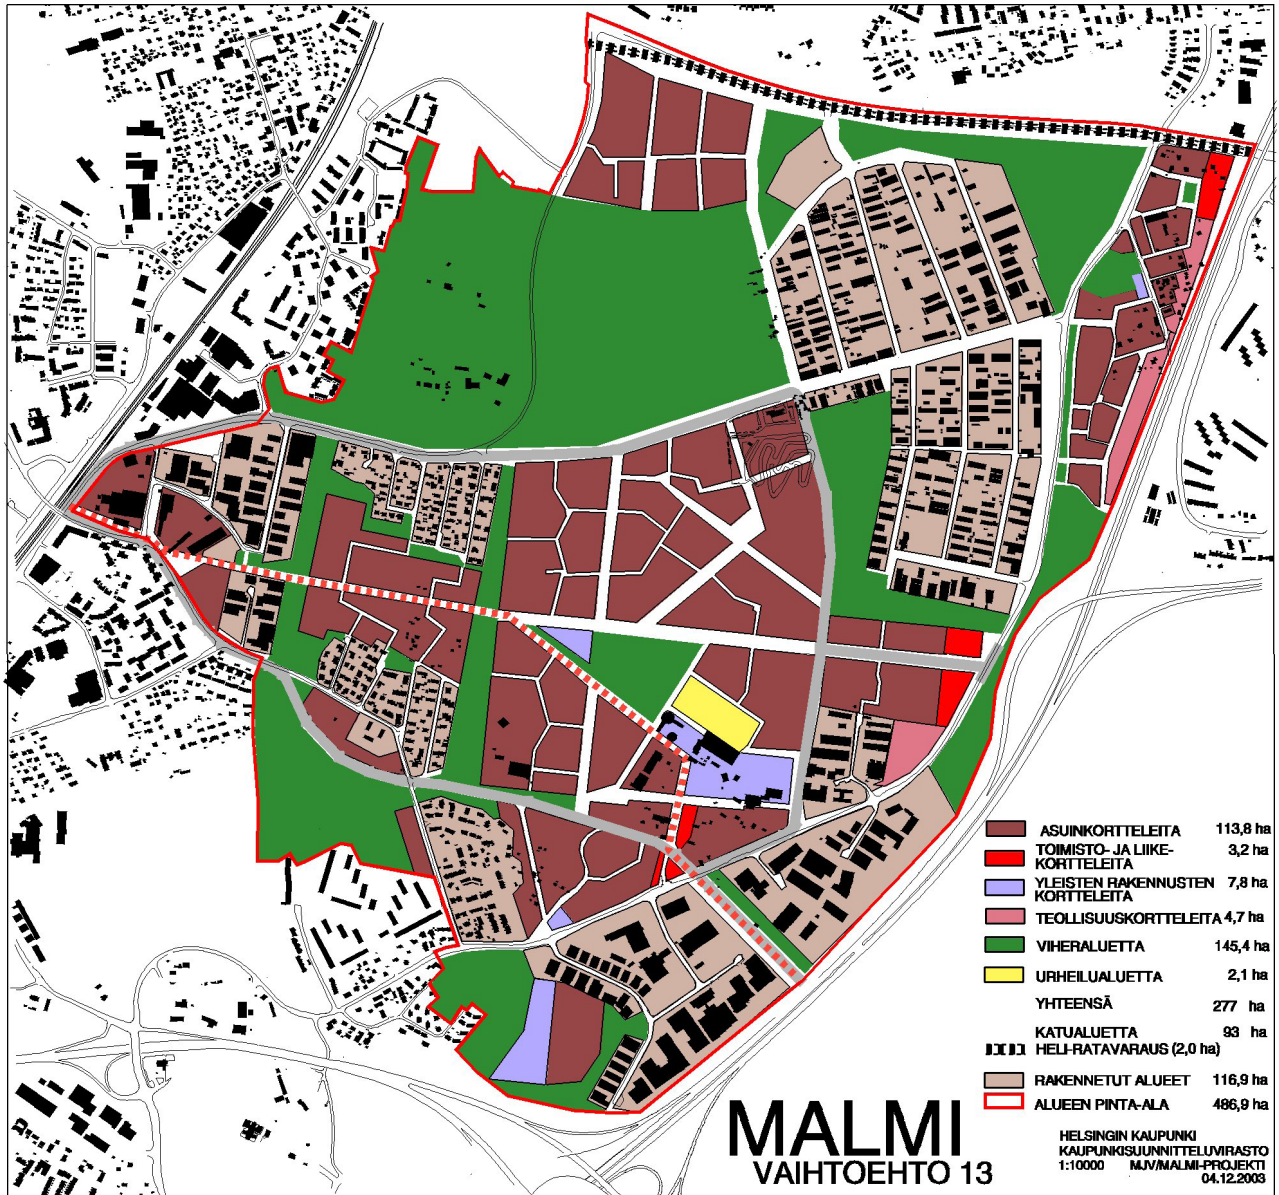 ASUINKORTTELEITA 113,8 ha
TOIMISTO- JA LIIKE-
KORTTELEITA 3,2 ha
YLEISTEN RAKENNUSTEN
KORTTELEITA 7,8 ha
TEOLLISUUSKORTTELEITA 4,7 ha
VIHERALUETTA 145,4 ha
URHEILUALUETTA 2,1 ha
YHTEENSÄ 277 ha
KATUALUETTA 93 ha
HELI-RATAVARAUS (2,0 ha)
RAKENNETUT ALUEET 116,9 ha
ALUEEN PINTA-ALA 486,9 ha
MALMI
VAIHTOEHTO 13
HELSINGIN KAUPUNKI
KAUPUNKISUUNNITTELUVIRASTO
1:10000 MJV/MALMI-PROJEKTI
04.12.2003